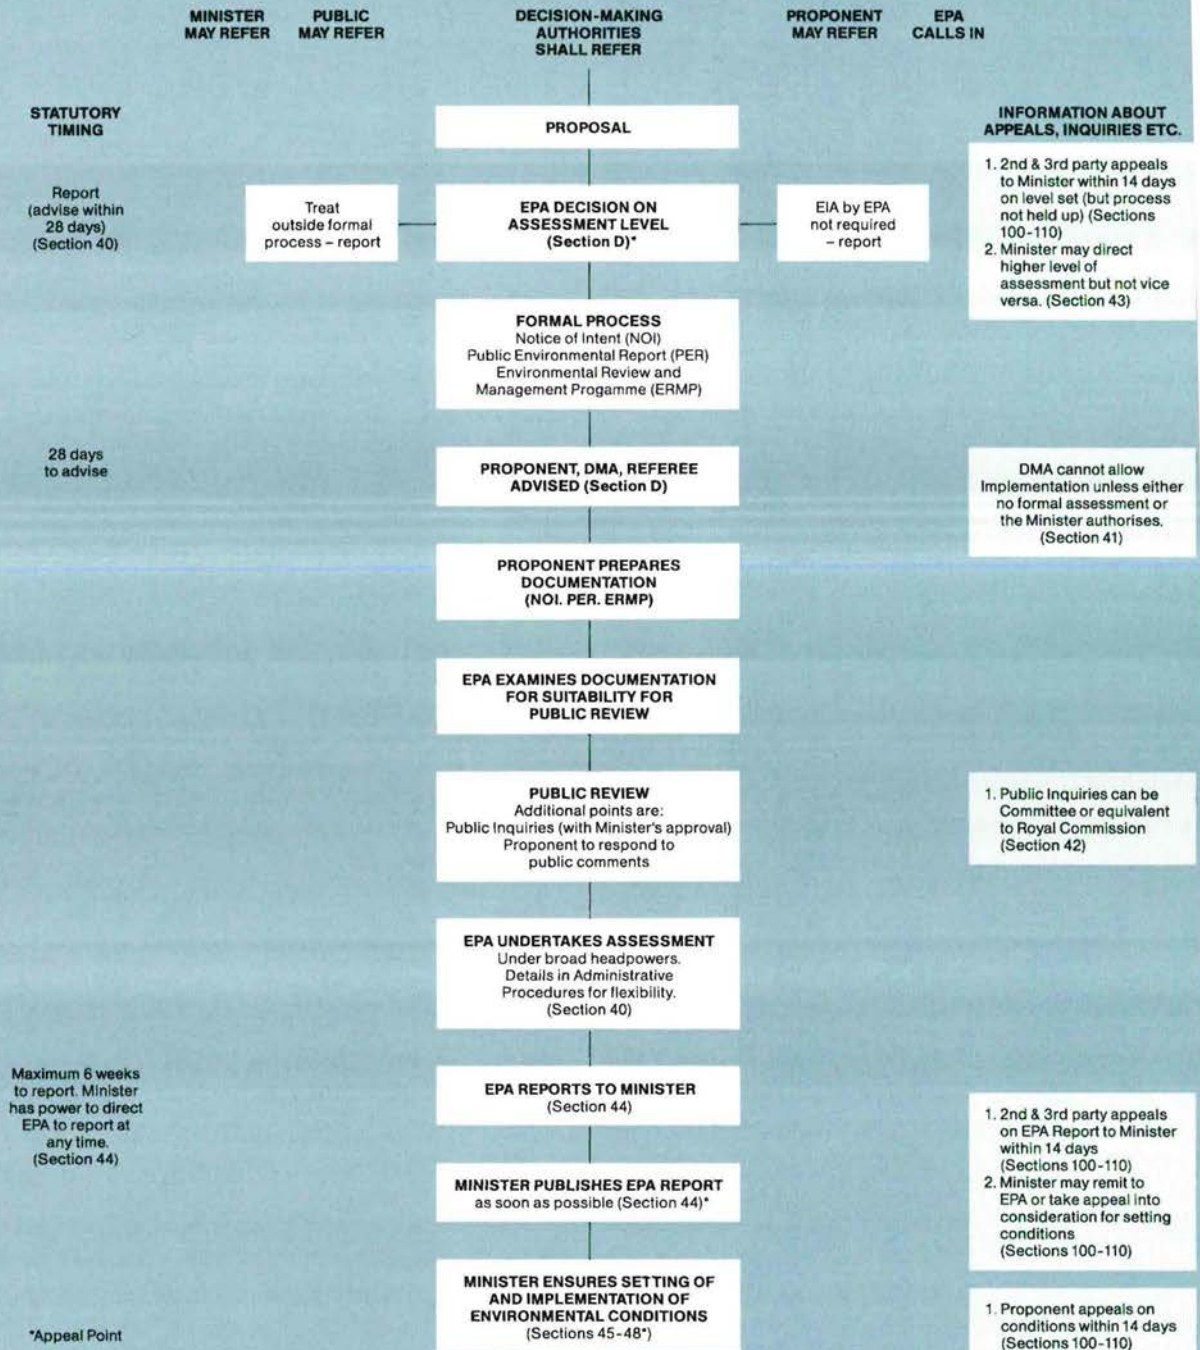 MINISTER
MAY REFER
PUBLIC
MAY REFER
DECISION-MAKING
AUTHORITIES
SHALL REFER
PROPONENT
MAY REFER
EPA
CALLS IN
STATUTORY
TIMING
PROPOSAL
INFORMATION ABOUT
APPEALS, INQUIRIES ETC.
Report
(advise within
28 days)
(Section 40)
Treat
outside formal
process – report
EPA DECISION ON
ASSESSMENT LEVEL
(Section D)*
EIA by EPA
not required
– report
1. 2nd & 3rd party appeals
to Minister within 14 days
on level set (but process
not held up) (Sections
100-110)
2. Minister may direct
higher level of
assessment but not vice
versa. (Section 43)
FORMAL PROCESS
Notice of Intent (NOI)
Public Environmental Report (PER)
Environmental Review and
Management Progamme (ERMP)
28 days
to advise
PROPONENT, DMA, REFEREE
ADVISED (Section D)
DMA cannot allow
Implementation unless either
no formal assessment or
the Minister authorises.
(Section 41)
PROPONENT PREPARES
DOCUMENTATION
(NOI. PER. ERMP)
EPA EXAMINES DOCUMENTATION
FOR SUITABILITY FOR
PUBLIC REVIEW
PUBLIC REVIEW
Additional points are:
Public Inquiries (with Minister's approval)
Proponent to respond to
public comments
1. Public Inquiries can be
Committee or equivalent
to Royal Commission
(Section 42)
EPA UNDERTAKES ASSESSMENT
Under broad headpowers.
Details in Administrative
Procedures for flexibility.
(Section 40)
Maximum 6 weeks
to report. Minister
has power to direct
EPA to report at
any time.
(Section 44)
EPA REPORTS TO MINISTER
(Section 44)
1. 2nd & 3rd party appeals
on EPA Report to Minister
within 14 days
(Sections 100-110)
2. Minister may remit to
EPA or take appeal into
consideration for setting
conditions
(Sections 100-110)
MINISTER PUBLISHES EPA REPORT
as soon as possible (Section 44)*
MINISTER ENSURES SETTING OF
AND IMPLEMENTATION OF
ENVIRONMENTAL CONDITIONS
(Sections 45-48*)
1. Proponent appeals on
conditions within 14 days
(Sections 100-110)
*Appeal Point